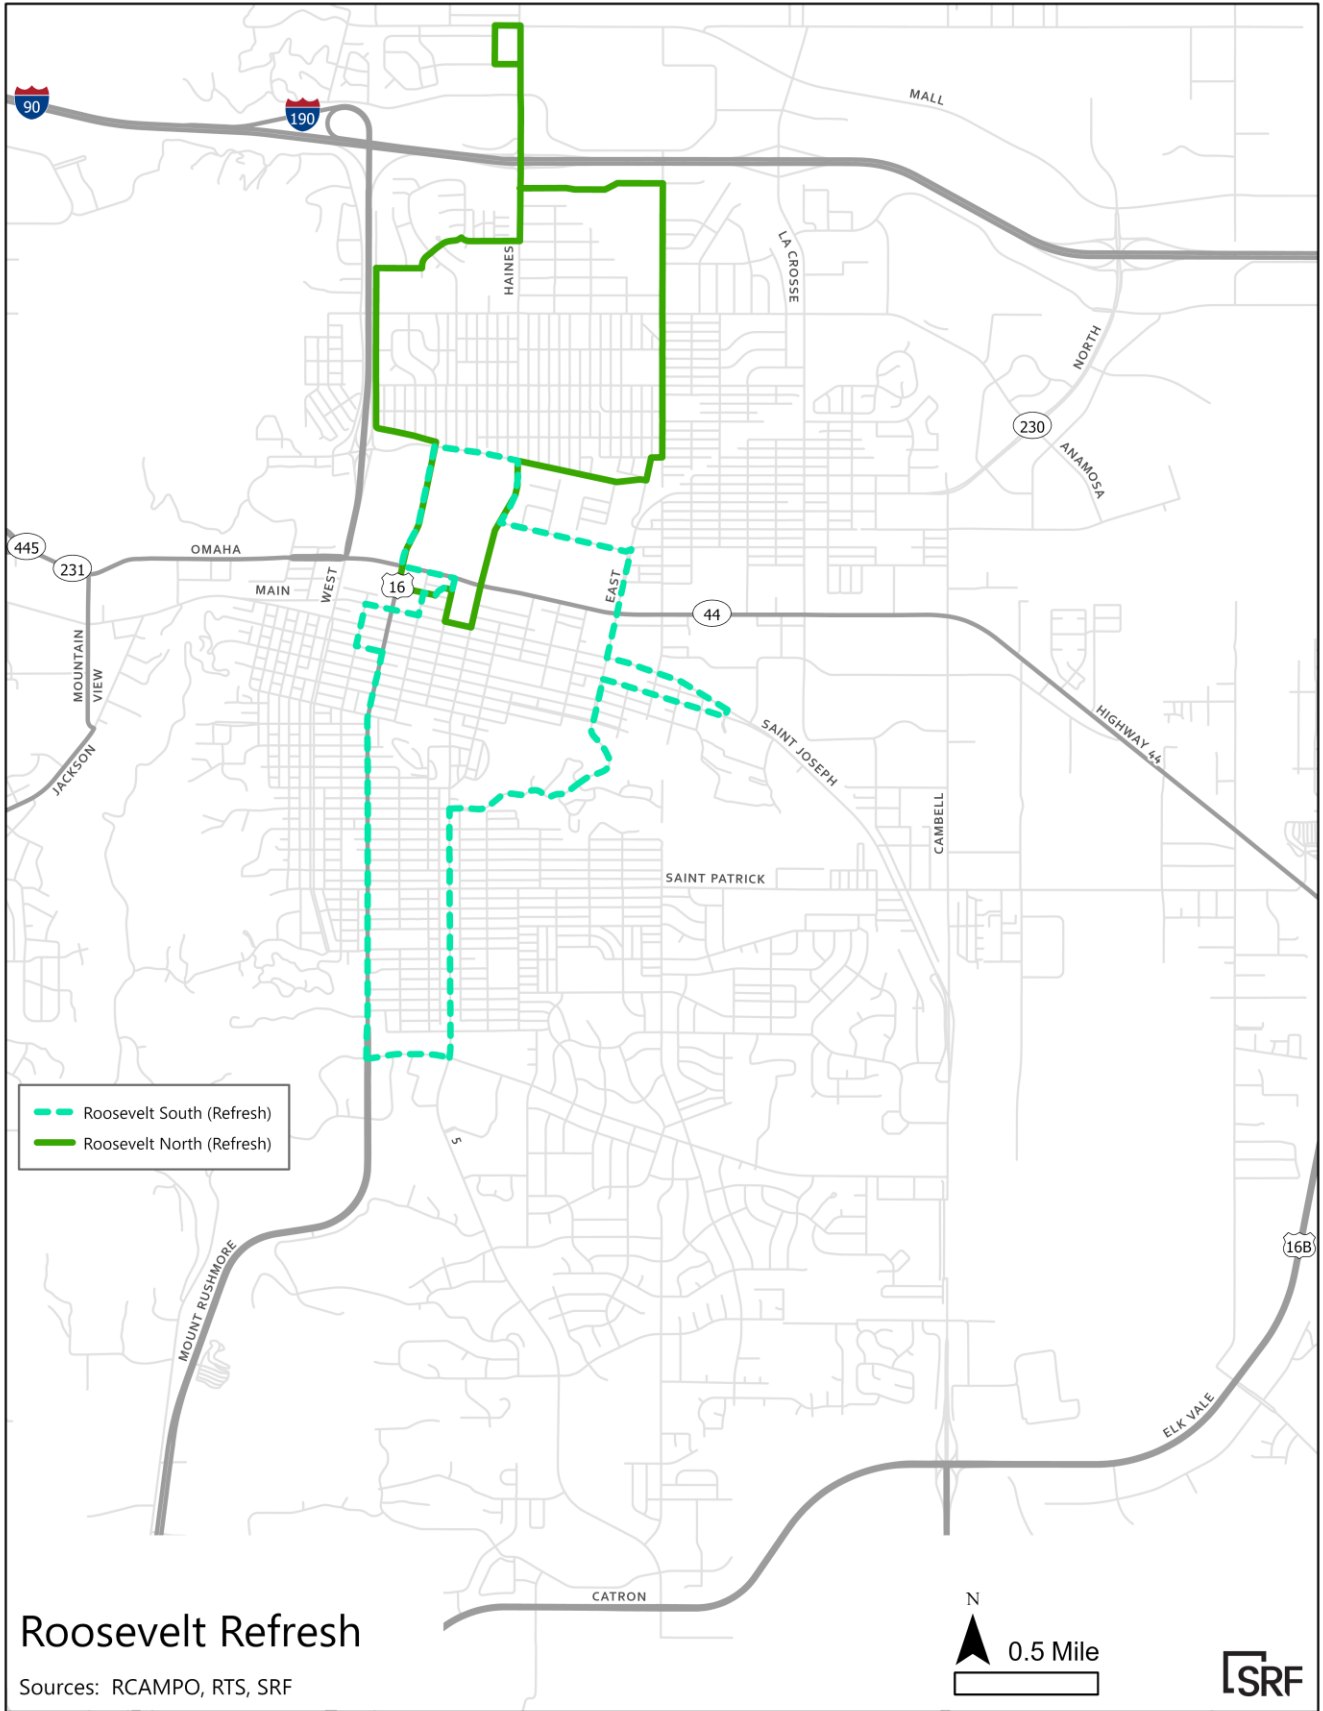 MALL
90
190
LA CROSSE
HAINES
NORTH
230
ANAMOSA
445
OMAHA
231
MAIN
WEST
16
EAST
44
MOUNTAIN
VIEW
JACKSON
SAINT JOSEPH
HIGHWAY 44
CAMBELL
SAINT PATRICK
Roosevelt South (Refresh)
Roosevelt North (Refresh)
5
MOUNT RUSHMORE
16B
ELK VALE
CATRON
Roosevelt Refresh
Sources: RCAMPO, RTS, SRF
N
0.5 Mile
SRF